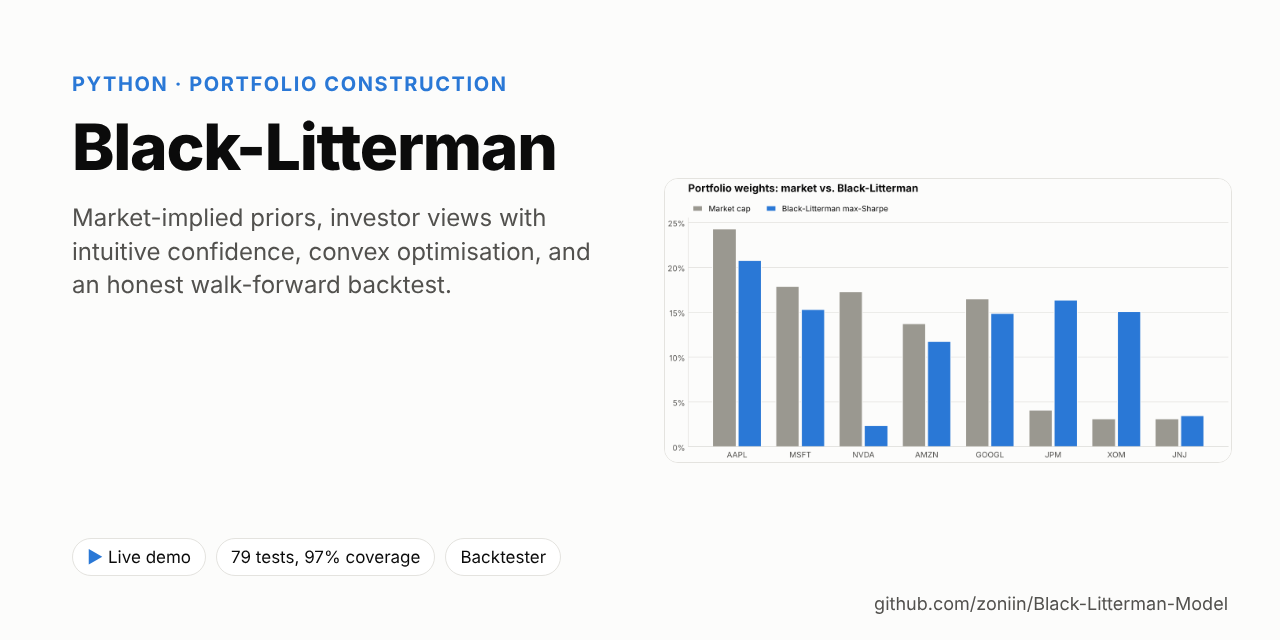 PYTHON · PORTFOLIO CONSTRUCTION
Black-Litterman
Market-implied priors, investor views with
intuitive confidence, convex optimisation, and
an honest walk-forward backtest.
Portfolio weights: market vs. Black-Litterman
Market cap
Black-Litterman max-Sharpe
25%
20%
15%
10%
5%
0%
AAPL
MSFT
NVDA
AMZN
GOOGL
JPM
XOM
JNJ
Live demo
79 tests, 97% coverage
Backtester
github.com/zoniin/Black-Litterman-Model